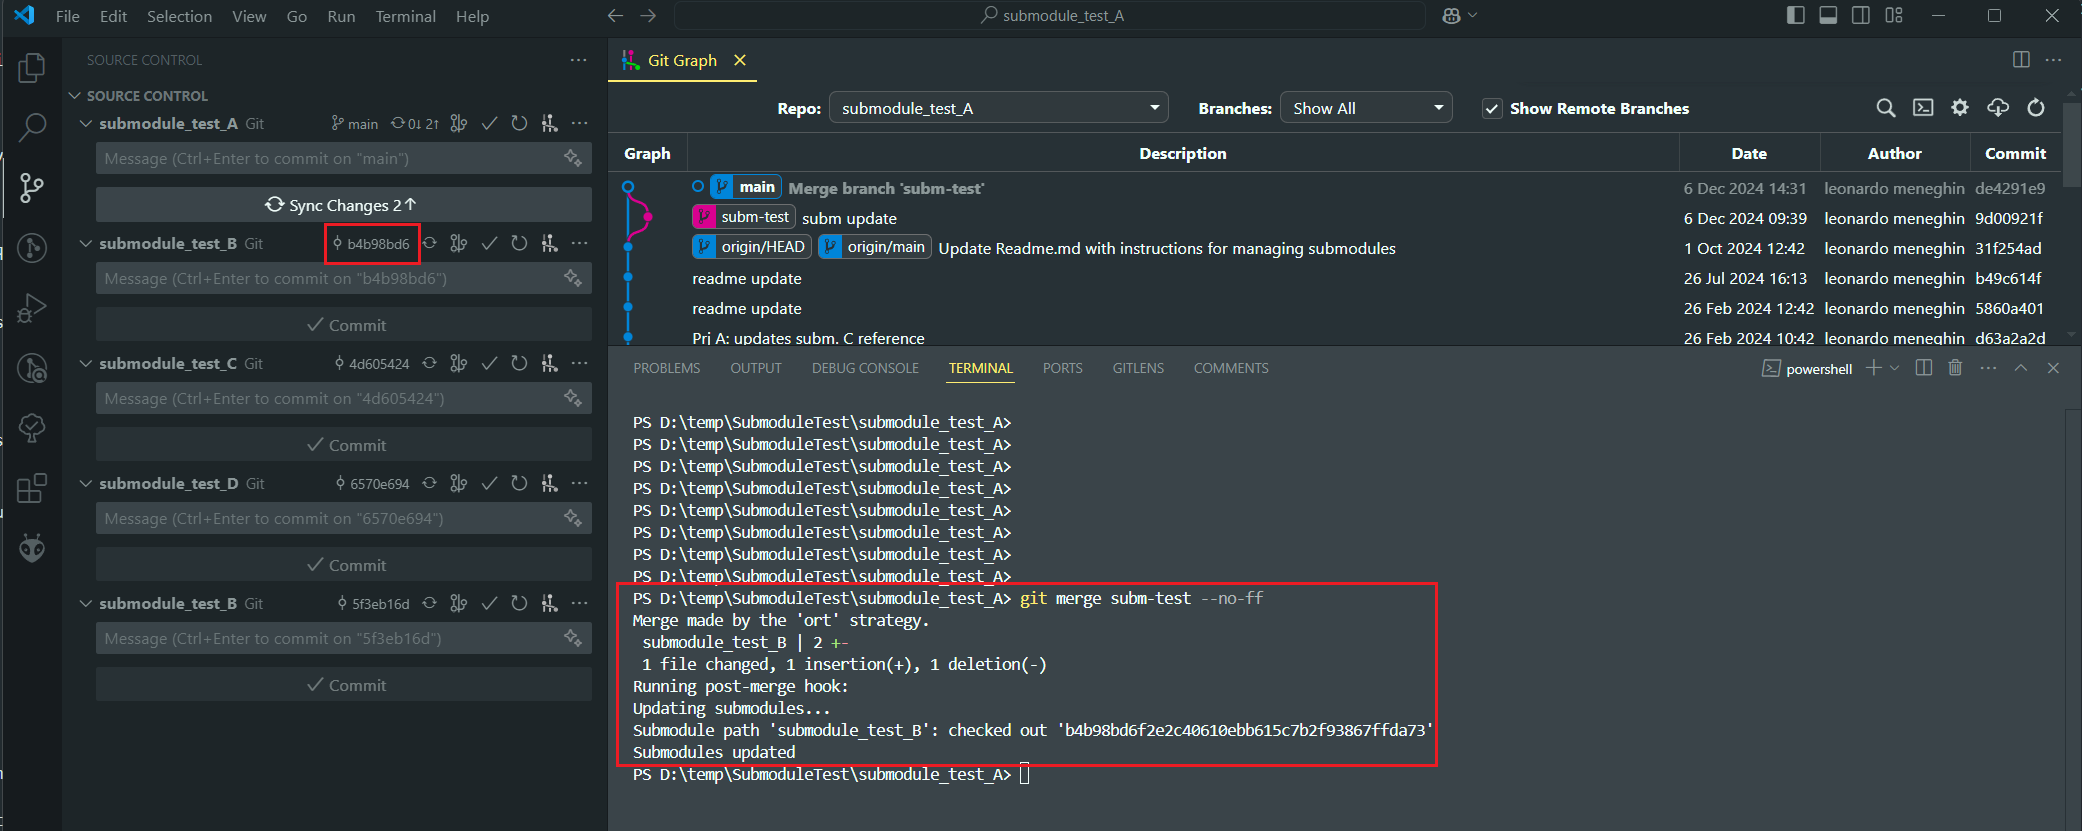 File Edit Selection View Go Run Terminal Help
submodule_test_A
SOURCE CONTROL
SOURCE CONTROL
submodule_test_A Git main 0↓ 2↑
Message (Ctrl+Enter to commit on "main")
Sync Changes 2↑
submodule_test_B Git b4b98bd6
Message (Ctrl+Enter to commit on "b4b98bd6")
Commit
submodule_test_C Git 4d605424
Message (Ctrl+Enter to commit on "4d605424")
Commit
submodule_test_D Git 6570e694
Message (Ctrl+Enter to commit on "6570e694")
Commit
submodule_test_B Git 5f3eb16d
Message (Ctrl+Enter to commit on "5f3eb16d")
Commit
Git Graph
Repo: submodule_test_A Branches: Show All Show Remote Branches
Graph Description Date Author Commit
main Merge branch 'subm-test' 6 Dec 2024 14:31 leonardo meneghin de4291e9
subm-test subm update 6 Dec 2024 09:39 leonardo meneghin 9d00921f
origin/HEAD origin/main Update Readme.md with instructions for managing submodules 1 Oct 2024 12:42 leonardo meneghin 31f254ad
readme update 26 Jul 2024 16:13 leonardo meneghin b49c614f
readme update 26 Feb 2024 12:42 leonardo meneghin 5860a401
Prj A: updates subm. C reference 26 Feb 2024 10:42 leonardo meneghin d63a2a2d
PROBLEMS OUTPUT DEBUG CONSOLE TERMINAL PORTS GITLENS COMMENTS powershell
PS D:\temp\SubmoduleTest\submodule_test_A>
PS D:\temp\SubmoduleTest\submodule_test_A>
PS D:\temp\SubmoduleTest\submodule_test_A>
PS D:\temp\SubmoduleTest\submodule_test_A>
PS D:\temp\SubmoduleTest\submodule_test_A>
PS D:\temp\SubmoduleTest\submodule_test_A>
PS D:\temp\SubmoduleTest\submodule_test_A>
PS D:\temp\SubmoduleTest\submodule_test_A>
PS D:\temp\SubmoduleTest\submodule_test_A> git merge subm-test --no-ff
Merge made by the 'ort' strategy.
submodule_test_B | 2 +-
1 file changed, 1 insertion(+), 1 deletion(-)
Running post-merge hook:
Updating submodules...
Submodule path 'submodule_test_B': checked out 'b4b98bd6f2e2c40610ebb615c7b2f93867ffda73'
Submodules updated
PS D:\temp\SubmoduleTest\submodule_test_A>